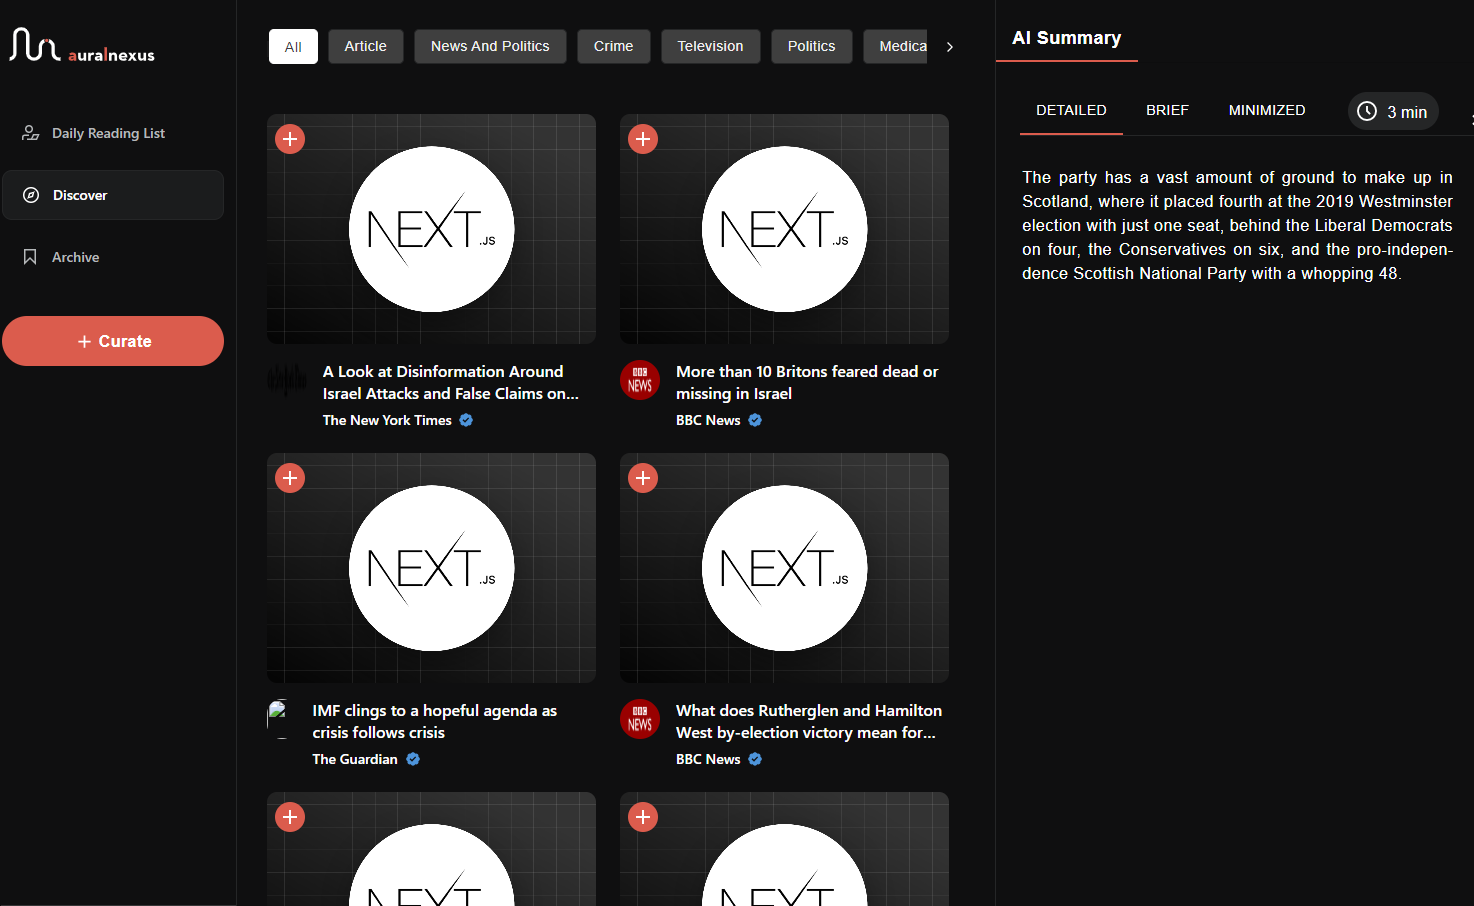 auralnexus
Daily Reading List
Discover
Archive
+ Curate
All
Article
News And Politics
Crime
Television
Politics
Medica
NEXT.JS
NEXT.JS
A Look at Disinformation Around
Israel Attacks and False Claims on...
The New York Times
BBC
NEWS
More than 10 Britons feared dead or
missing in Israel
BBC News
NEXT.JS
NEXT.JS
IMF clings to a hopeful agenda as
crisis follows crisis
The Guardian
BBC
NEWS
What does Rutherglen and Hamilton
West by-election victory mean for...
BBC News
NEXT
NEXT
AI Summary
DETAILED
BRIEF
MINIMIZED
3 min
The party has a vast amount of ground to make up in
Scotland, where it placed fourth at the 2019 Westminster
election with just one seat, behind the Liberal Democrats
on four, the Conservatives on six, and the pro-indepen-
dence Scottish National Party with a whopping 48.